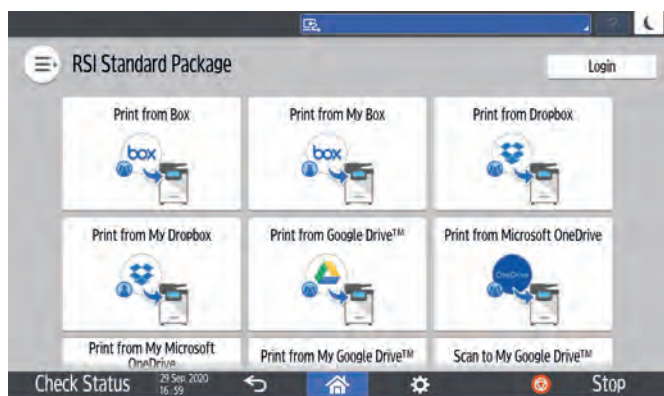 RSI Standard Package
Login
Print from Box
Print from My Box
Print from Dropbox
box
box
Print from My Dropbox
Print from Google Drive™
Print from Microsoft OneDrive
OneDrive
Print from My Microsoft
OneDrive
Print from My Google Drive™
Scan to My Google Drive™
Check Status
29 Sep. 2020
16:59
Stop